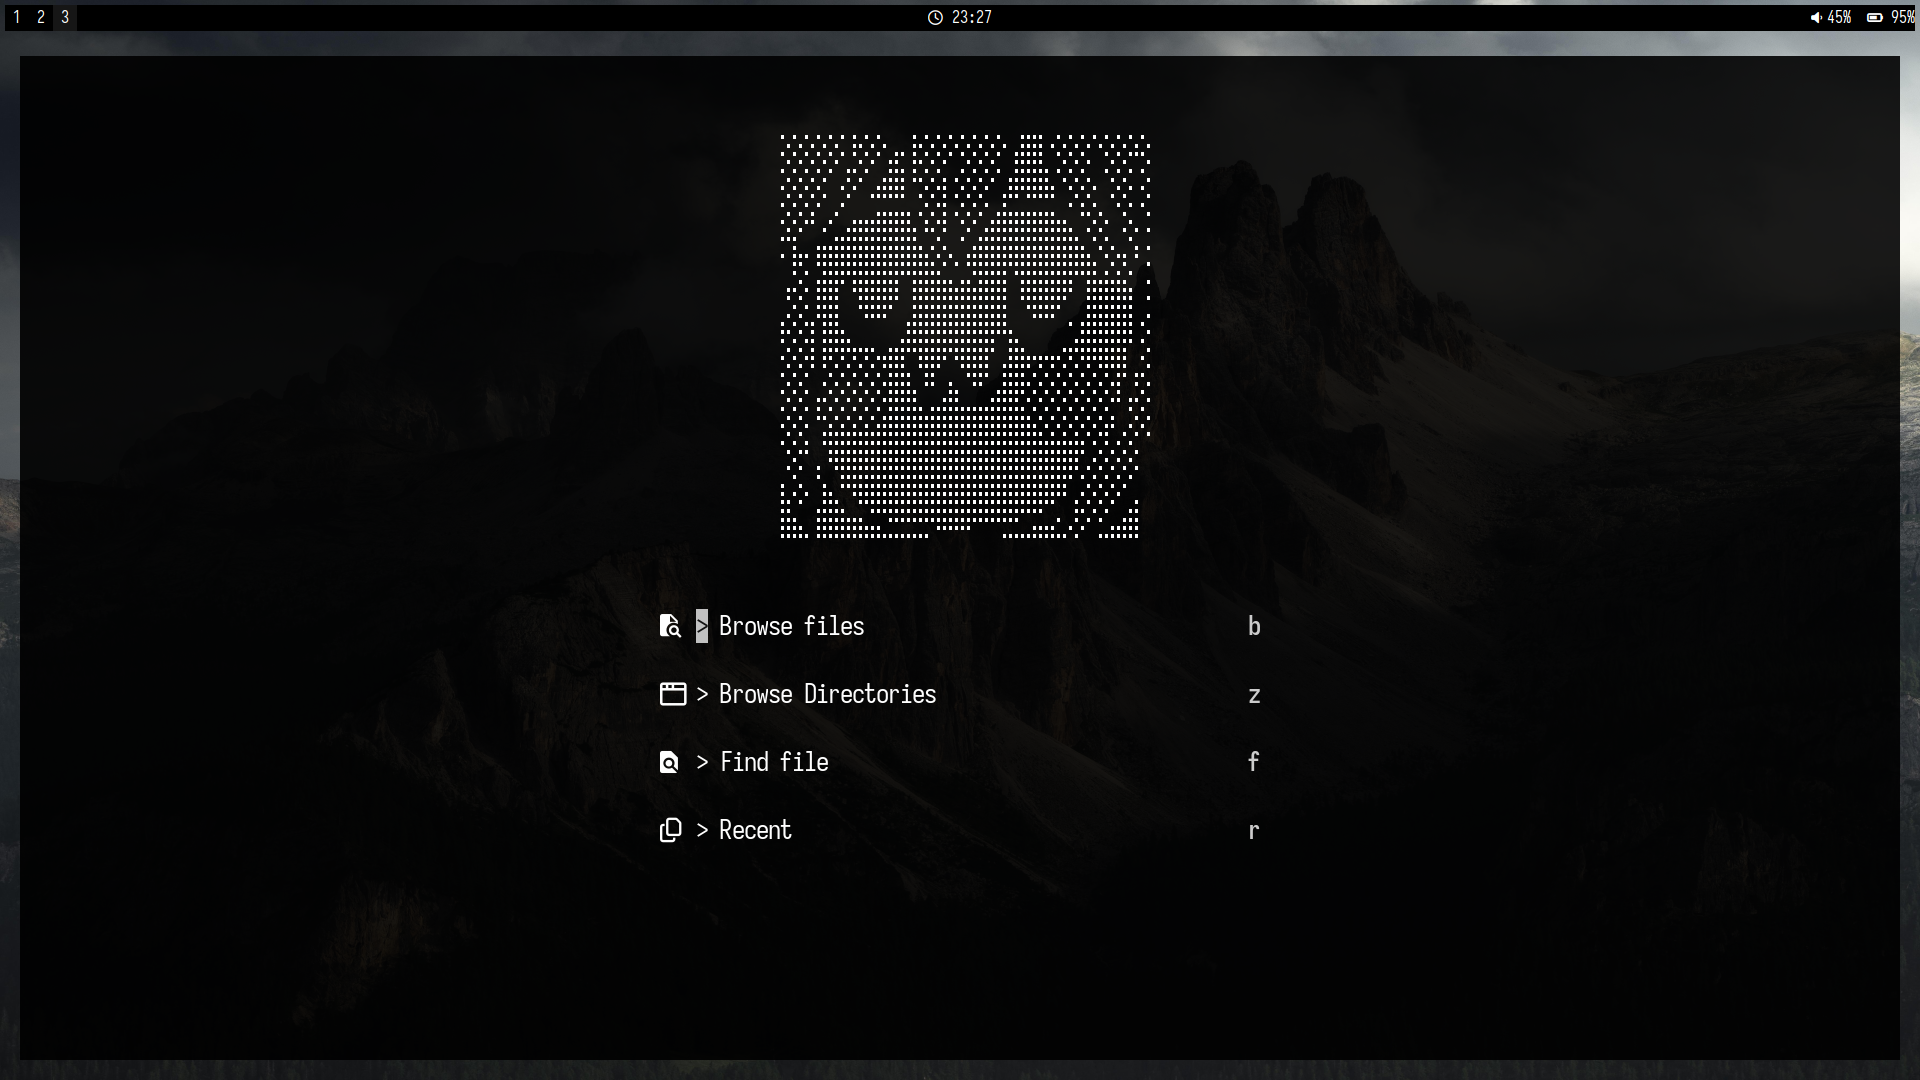 1 2 3 23:27 45% 95%
> Browse files b
> Browse Directories z
> Find file f
> Recent r